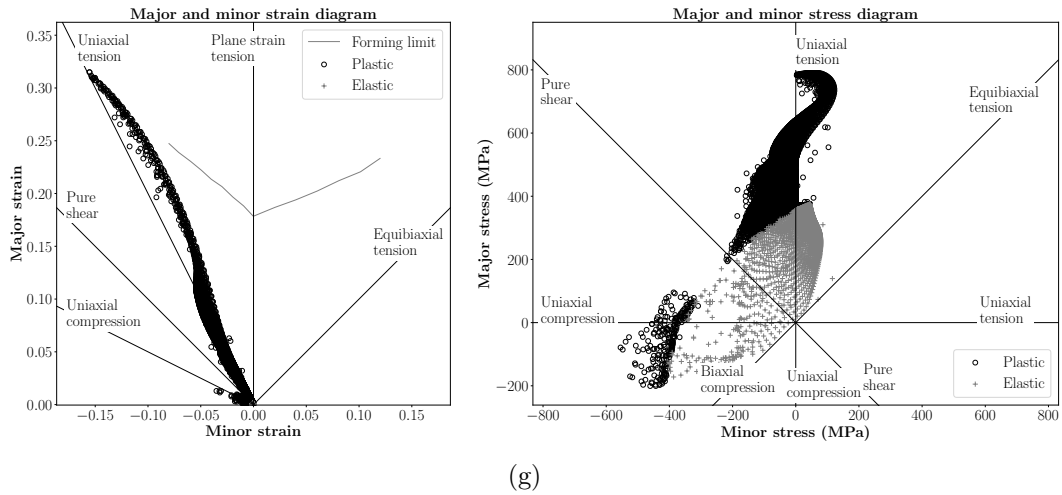 Major and minor strain diagram
0.35
0.30
0.25
0.20
0.15
0.10
0.05
0.00
Major strain
Uniaxial
tension
Plane strain
tension
Forming limit
Plastic
Elastic
Pure
shear
Equibiaxial
tension
Uniaxial
compression
−0.15
−0.10
−0.05
0.00
0.05
0.10
0.15
Minor strain
Major and minor stress diagram
800
600
400
200
0
−200
Major stress (MPa)
Uniaxial
tension
Pure
shear
Equibiaxial
tension
Uniaxial
compression
Uniaxial
tension
Biaxial
compression
Uniaxial
compression
Pure
shear
Plastic
Elastic
−800
−600
−400
−200
0
200
400
600
800
Minor stress (MPa)
(g)